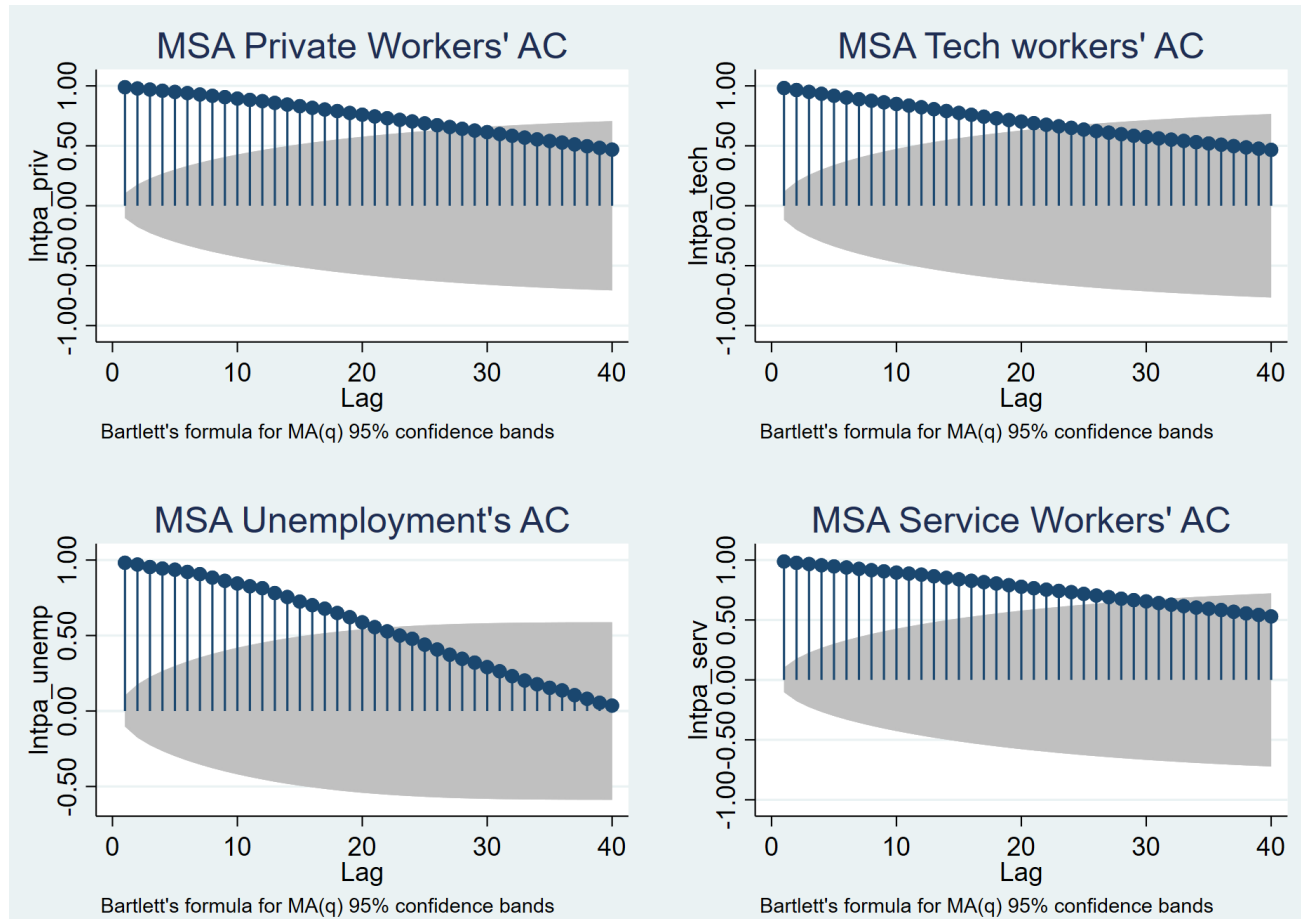 MSA Private Workers' AC
lntpa_priv
-1.00 -0.50 0.00 0.50 1.00
0 10 20 30 40
Lag
Bartlett's formula for MA(q) 95% confidence bands
MSA Tech workers' AC
lntpa_tech
-1.00 -0.50 0.00 0.50 1.00
0 10 20 30 40
Lag
Bartlett's formula for MA(q) 95% confidence bands
MSA Unemployment's AC
lntpa_unemp
-0.50 0.00 0.50 1.00
0 10 20 30 40
Lag
Bartlett's formula for MA(q) 95% confidence bands
MSA Service Workers' AC
lntpa_serv
-1.00 -0.50 0.00 0.50 1.00
0 10 20 30 40
Lag
Bartlett's formula for MA(q) 95% confidence bands